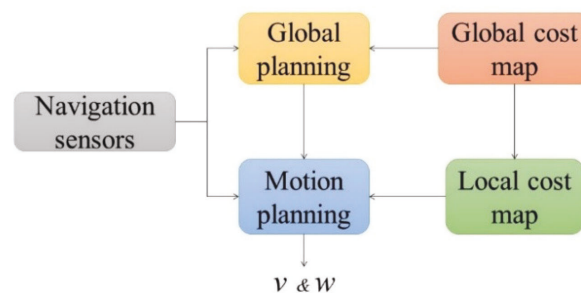 Global
planning
Global cost
map
Navigation
sensors
Motion
planning
Local cost
map
v & w